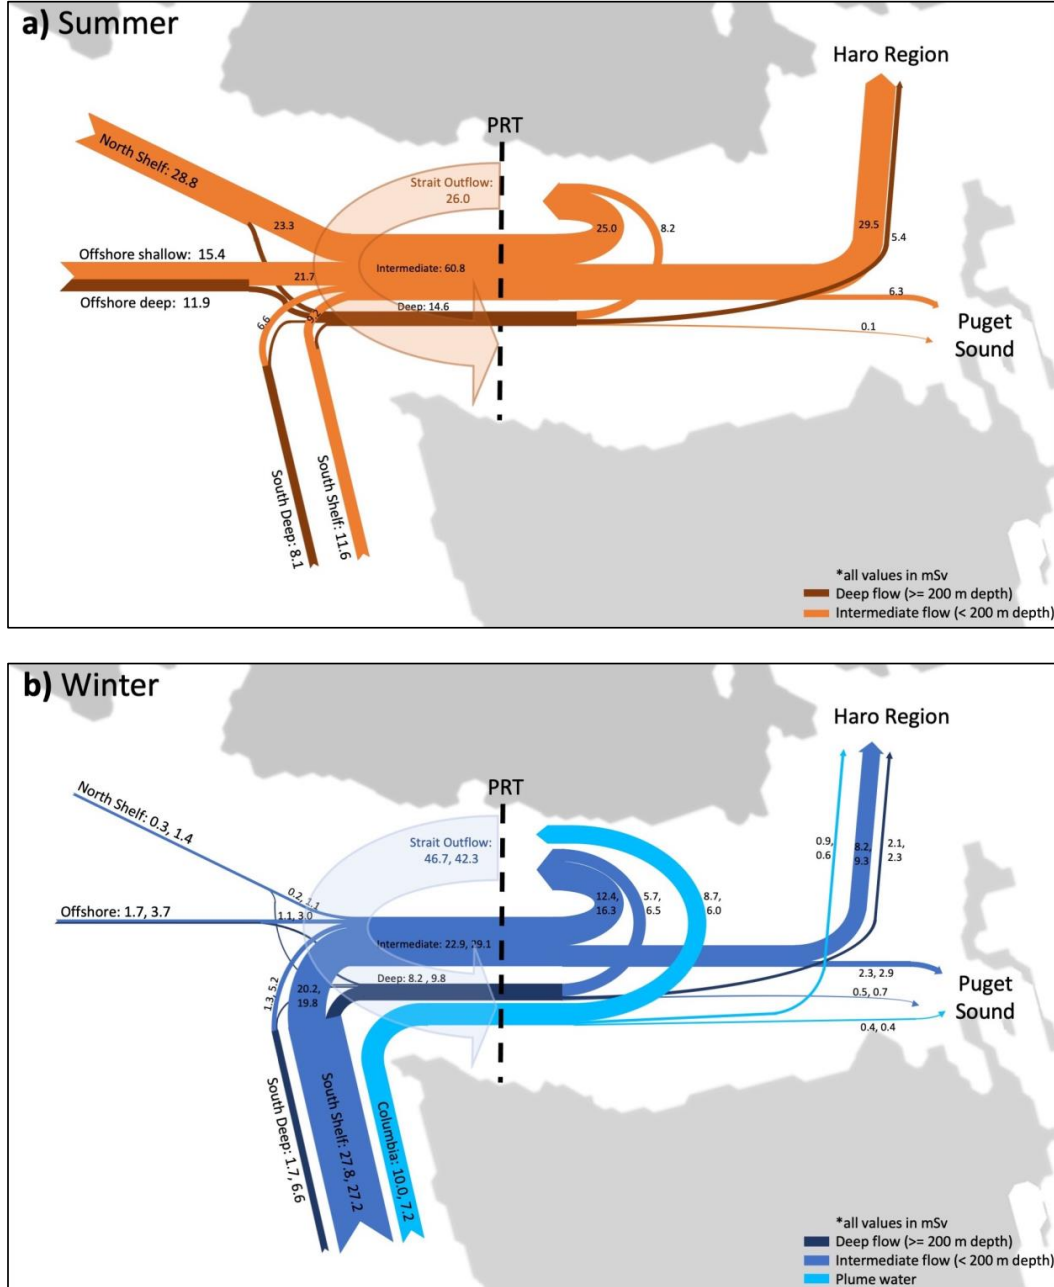 a) Summer
Haro Region
PRT
North Shelf: 28.8
Strait Outflow:
26.0
23.3
25.0
8.2
29.5
5.4
Offshore shallow: 15.4
21.7
Intermediate: 60.8
Offshore deep: 11.9
Deep: 14.6
6.3
6.6
9.2
0.1
Puget
Sound
South Deep: 8.1
South Shelf: 11.6
*all values in mSv
Deep flow (>= 200 m depth)
Intermediate flow (< 200 m depth)
b) Winter
Haro Region
PRT
North Shelf: 0.3, 1.4
Strait Outflow:
46.7, 42.3
0.9,
0.6
8.2,
9.3
2.1,
2.3
0.2, 1.1
12.4,
16.3
5.7,
6.5
8.7,
6.0
Offshore: 1.7, 3.7
1.1, 3.0
Intermediate: 22.9, 29.1
Deep: 8.2 , 9.8
2.3, 2.9
1.3, 5.2
20.2,
19.8
0.5, 0.7
0.4, 0.4
Puget
Sound
South Deep: 1.7, 6.6
South Shelf: 27.8, 27.2
Columbia: 10.0, 7.2
*all values in mSv
Deep flow (>= 200 m depth)
Intermediate flow (< 200 m depth)
Plume water